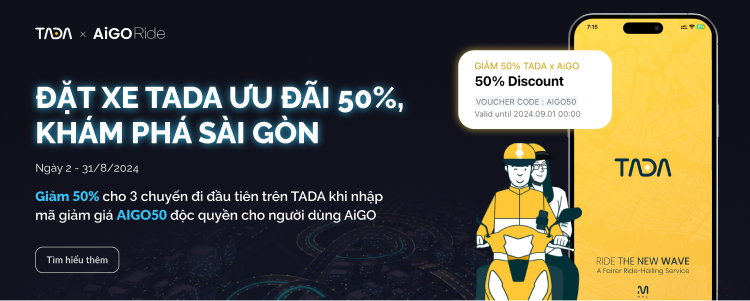 TADA × AiGO Ride
ĐẶT XE TADA ƯU ĐÃI 50%,
KHÁM PHÁ SÀI GÒN
Ngày 2 - 31/8/2024
Giảm 50% cho 3 chuyến đi đầu tiên trên TADA khi nhập
mã giảm giá AIGO50 độc quyền cho người dùng AiGO
Tìm hiểu thêm
7:15
GIẢM 50% TADA x AiGO
50% Discount
VOUCHER CODE : AIGO50
Valid until 2024.09.01 00:00
TADA
RIDE THE NEW WAVE
A Fairer Ride-Hailing Service